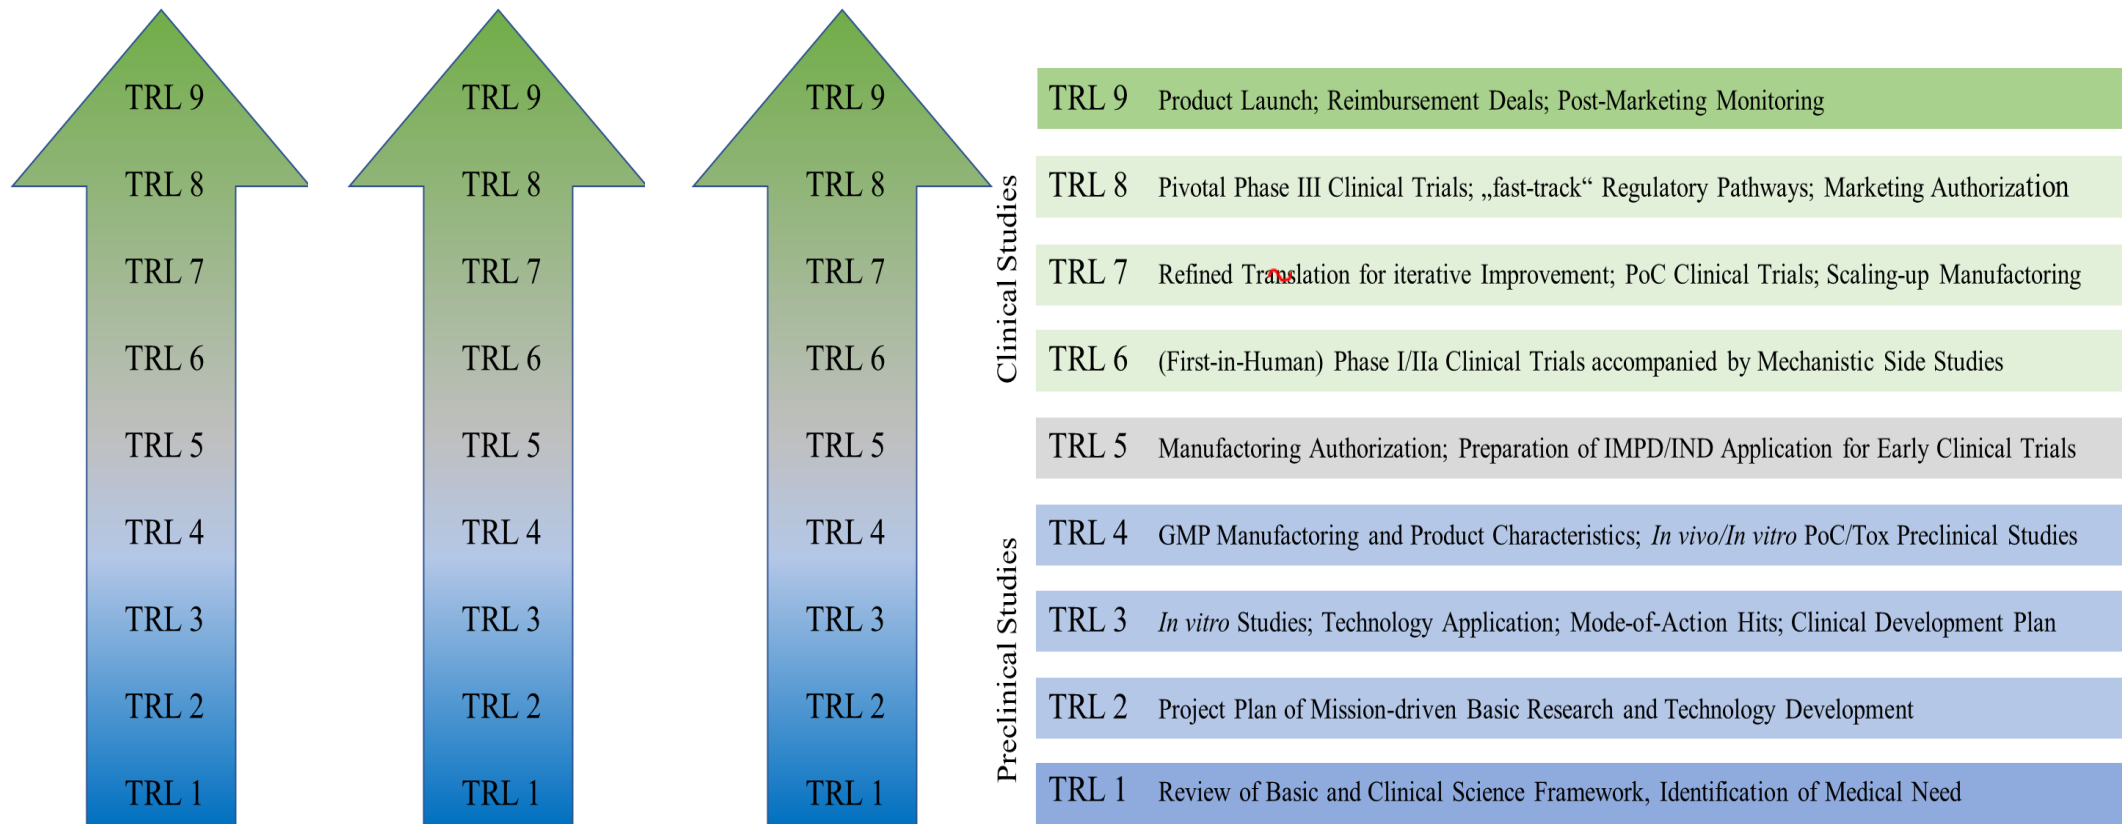 TRL 9
TRL 8
TRL 7
TRL 6
TRL 5
TRL 4
TRL 3
TRL 2
TRL 1
TRL 9
TRL 8
TRL 7
TRL 6
TRL 5
TRL 4
TRL 3
TRL 2
TRL 1
TRL 9
TRL 8
TRL 7
TRL 6
TRL 5
TRL 4
TRL 3
TRL 2
TRL 1
Clinical Studies
Preclinical Studies
TRL 9 Product Launch; Reimbursement Deals; Post-Marketing Monitoring
TRL 8 Pivotal Phase III Clinical Trials; „fast-track“ Regulatory Pathways; Marketing Authorization
TRL 7 Refined Translation for iterative Improvement; PoC Clinical Trials; Scaling-up Manufactoring
TRL 6 (First-in-Human) Phase I/IIa Clinical Trials accompanied by Mechanistic Side Studies
TRL 5 Manufactoring Authorization; Preparation of IMPD/IND Application for Early Clinical Trials
TRL 4 GMP Manufactoring and Product Characteristics; In vivo/In vitro PoC/Tox Preclinical Studies
TRL 3 In vitro Studies; Technology Application; Mode-of-Action Hits; Clinical Development Plan
TRL 2 Project Plan of Mission-driven Basic Research and Technology Development
TRL 1 Review of Basic and Clinical Science Framework, Identification of Medical Need